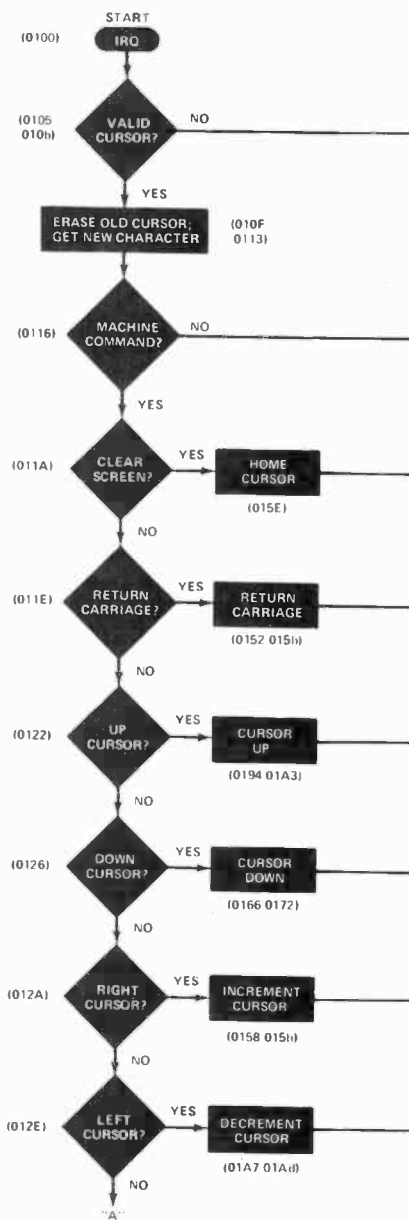 START
(0100)
IRQ
(0105
010b)
VALID
CURSOR?
NO
YES
ERASE OLD CURSOR;
GET NEW CHARACTER
(010F
0113)
(0116)
MACHINE
COMMAND?
NO
YES
(011A)
CLEAR
SCREEN?
YES
HOME
CURSOR
(015E)
NO
(011E)
RETURN
CARRIAGE?
YES
RETURN
CARRIAGE
(0152 015b)
NO
(0122)
UP
CURSOR?
YES
CURSOR
UP
(0194 01A3)
NO
(0126)
DOWN
CURSOR?
YES
CURSOR
DOWN
(0166 0172)
NO
(012A)
RIGHT
CURSOR?
YES
INCREMENT
CURSOR
(0158 015b)
NO
(012E)
LEFT
CURSOR?
YES
DECREMENT
CURSOR
(01A7 01Ad)
NO
"A"